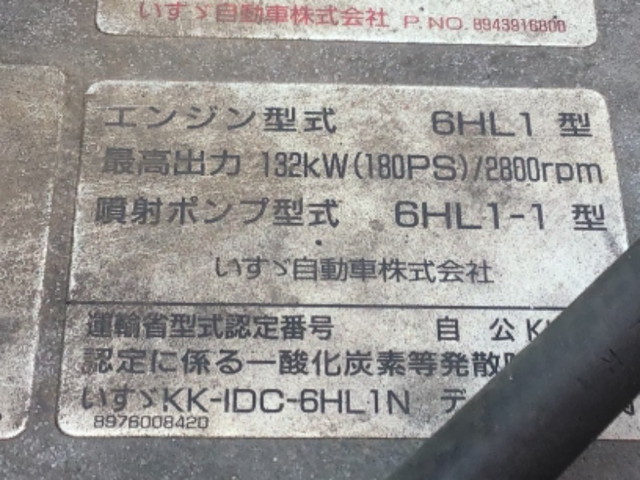 いすゞ自動車株式会社 P.NO. 8943916800
エンジン型式 6HL1 型
最高出力 132kW(180PS)/2800rpm
噴射ポンプ型式 6HL1-1 型
いすゞ自動車株式会社
運輸省型式認定番号 自 公 K
認定に係る一酸化炭素等発散
いすゞKK-IDC-6HL1N デ
8976008420